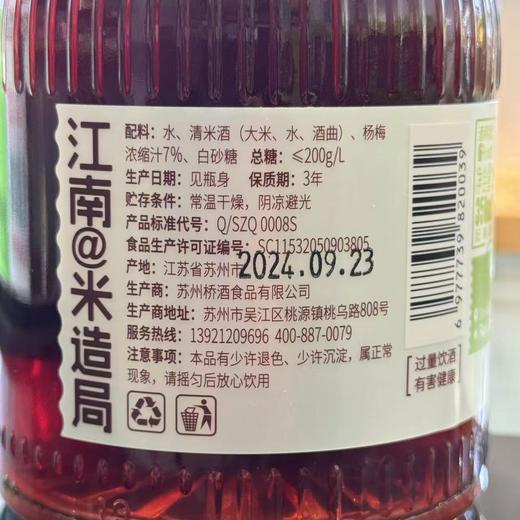 江南@米造局
配料：水、清米酒（大米、水、酒曲）、杨梅
浓缩汁7%、白砂糖 总糖：≤200g/L
生产日期：见瓶身 保质期：3年
贮存条件：常温干燥，阴凉避光
产品标准代号：Q/SZQ 0008S
食品生产许可证编号：SC11532050903805
产地：江苏省苏州市
2024.09.23
生产商：苏州桥酒食品有限公司
生产商地址：苏州市吴江区桃源镇桃乌路808号
服务热线：13921209696 400-887-0079
注意事项：本品有少许退色、少许沉淀，属正常
现象，请摇匀后放心饮用
6 977739 820039
过量饮酒
有害健康